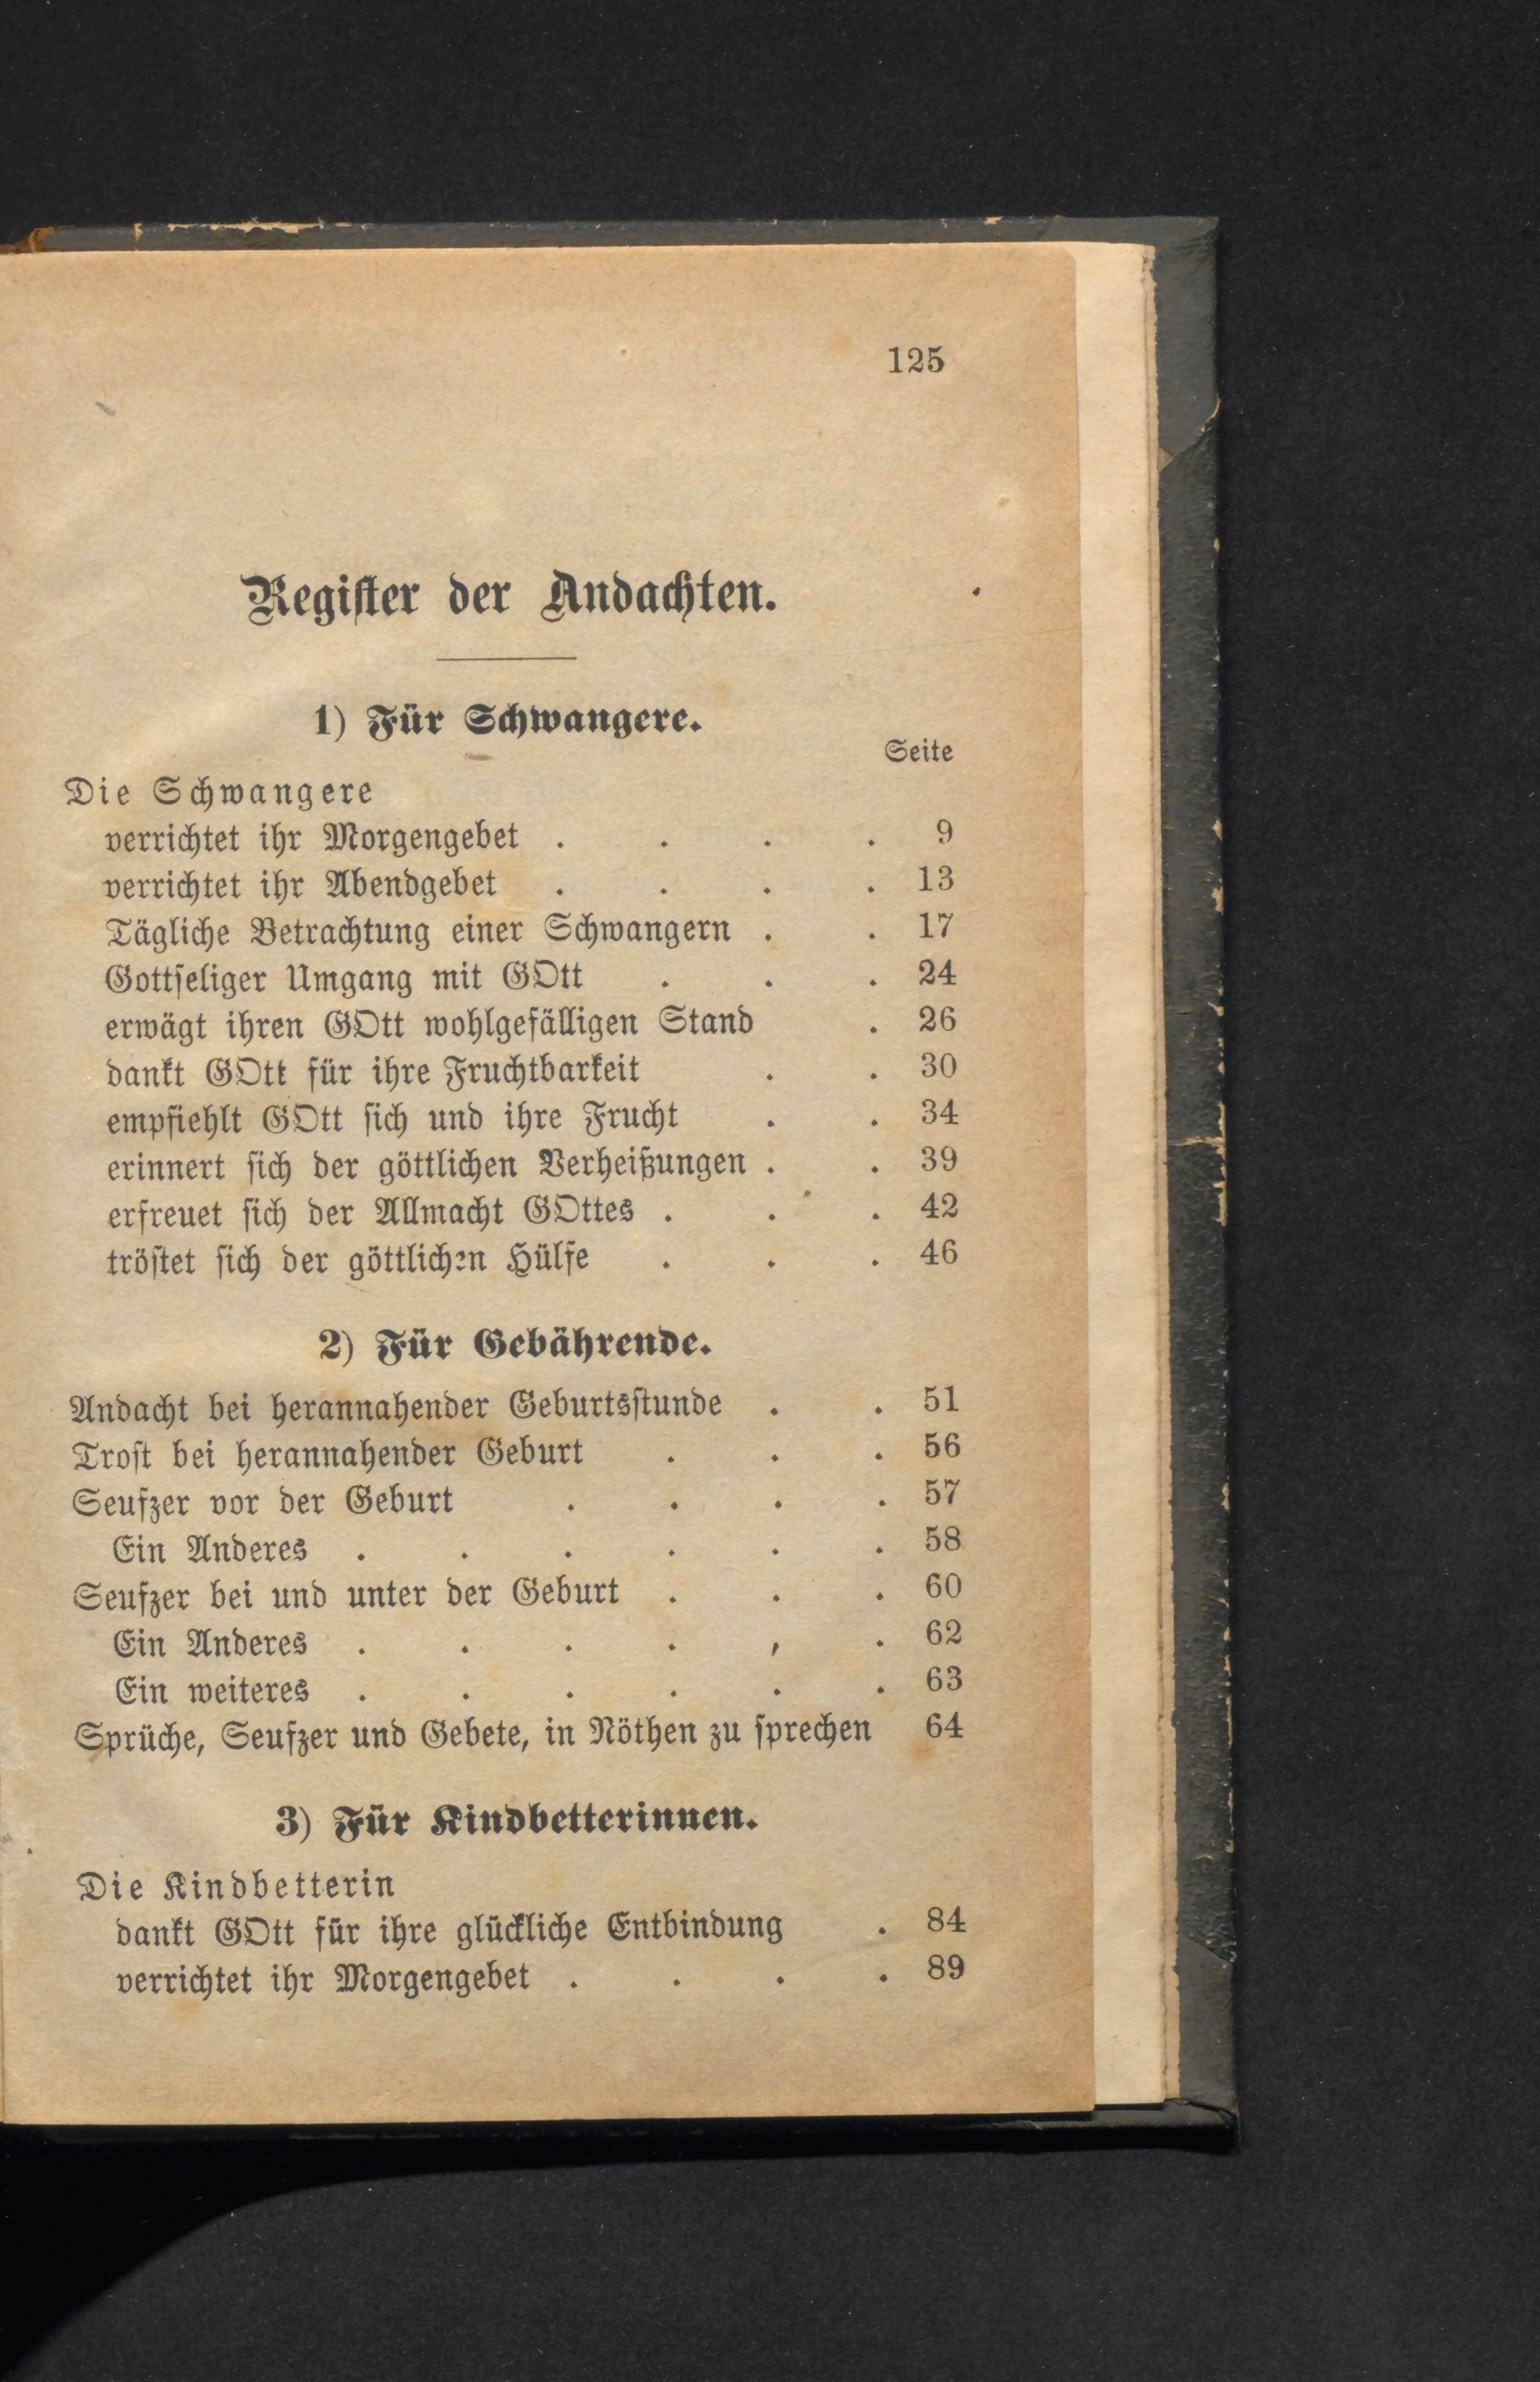 125
Register der Andachten.
1) Für Schwangere.
Seite
Die Schwangere
verrichtet ihr Morgengebet . . . . 9
verrichtet ihr Abendgebet . . . . 13
Tägliche Betrachtung einer Schwangern . . 17
Gottseliger Umgang mit GOtt . . . 24
erwägt ihren GOtt wohlgefälligen Stand . 26
dankt GOtt für ihre Fruchtbarkeit . . 30
empfiehlt GOtt sich und ihre Frucht . . 34
erinnert sich der göttlichen Verheißungen . . 39
erfreuet sich der Allmacht GOttes . . . 42
tröstet sich der göttlichen Hülfe . . . 46
2) Für Gebährende.
Andacht bei herannahender Geburtsstunde . . 51
Trost bei herannahender Geburt . . . 56
Seufzer vor der Geburt . . . . 57
Ein Anderes . . . . . . 58
Seufzer bei und unter der Geburt . . . 60
Ein Anderes . . . . , . 62
Ein weiteres . . . . . . 63
Sprüche, Seufzer und Gebete, in Nöthen zu sprechen 64
3) Für Kindbetterinnen.
Die Kindbetterin
dankt GOtt für ihre glückliche Entbindung . 84
verrichtet ihr Morgengebet . . . . 89